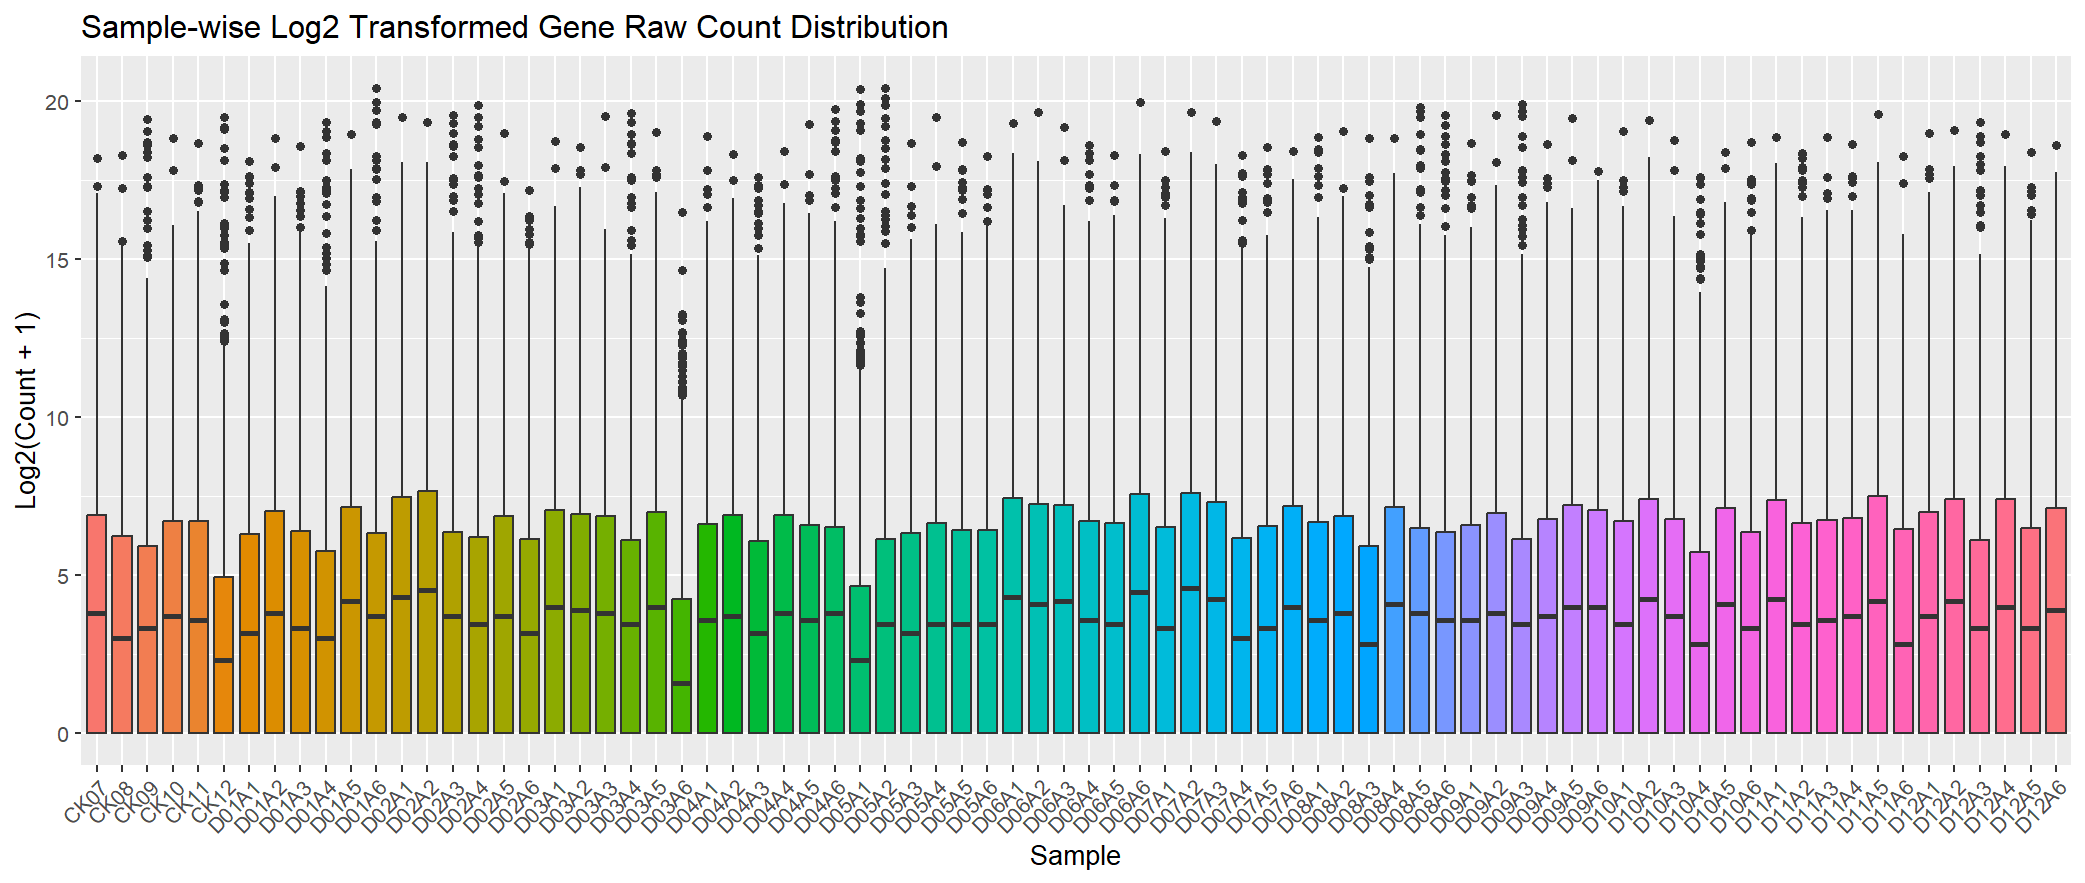 Sample-wise Log2 Transformed Gene Raw Count Distribution
Log2(Count + 1)
20
15
10
5
0
CK07
CK08
CK09
CK10
CK11
CK12
D01A1
D01A2
D01A3
D01A4
D01A5
D01A6
D02A1
D02A2
D02A3
D02A4
D02A5
D02A6
D03A1
D03A2
D03A3
D03A4
D03A5
D03A6
D04A1
D04A2
D04A3
D04A4
D04A5
D04A6
D05A1
D05A2
D05A3
D05A4
D05A5
D05A6
D06A1
D06A2
D06A3
D06A4
D06A5
D06A6
D07A1
D07A2
D07A3
D07A4
D07A5
D07A6
D08A1
D08A2
D08A3
D08A4
D08A5
D08A6
D09A1
D09A2
D09A3
D09A4
D09A5
D09A6
D10A1
D10A2
D10A3
D10A4
D10A5
D10A6
D11A1
D11A2
D11A3
D11A4
D11A5
D11A6
D12A1
D12A2
D12A3
D12A4
D12A5
D12A6
Sample